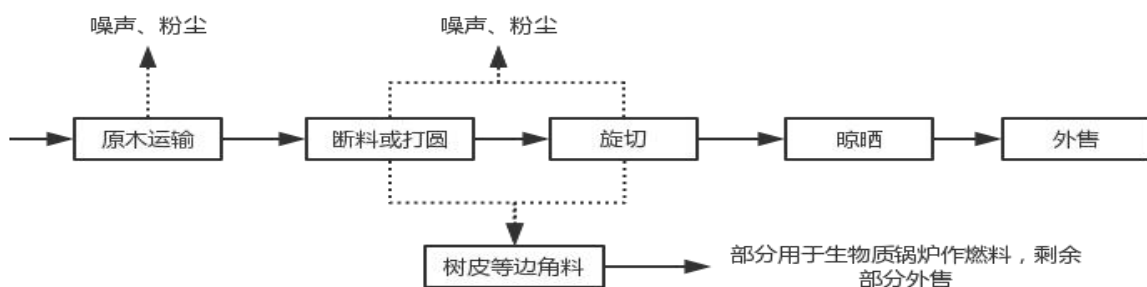 噪声、粉尘
噪声、粉尘
原木运输
断料或打圆
旋切
晾晒
外售
树皮等边角料
部分用于生物质锅炉作燃料，剩余
部分外售